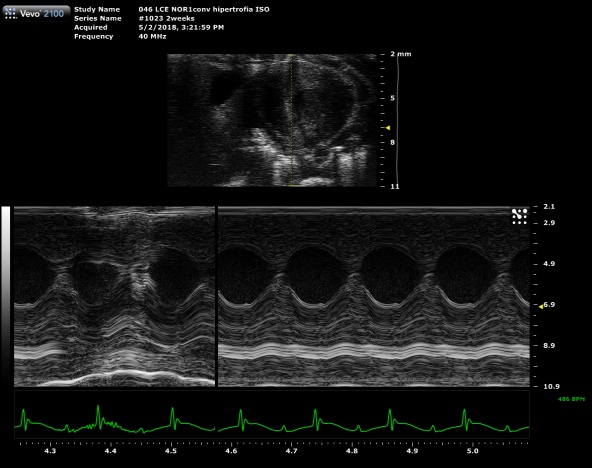 Vevo 2100
Study Name 046 LCE NOR1conv hipertrofia ISO
Series Name #1023 2weeks
Acquired 5/2/2018, 3:21:59 PM
Frequency 40 MHz
2 mm
5
8
11
2.1
2.9
4.9
6.9
8.9
10.9
486 BPM
4.3 4.4 4.5 4.6 4.7 4.8 4.9 5.0